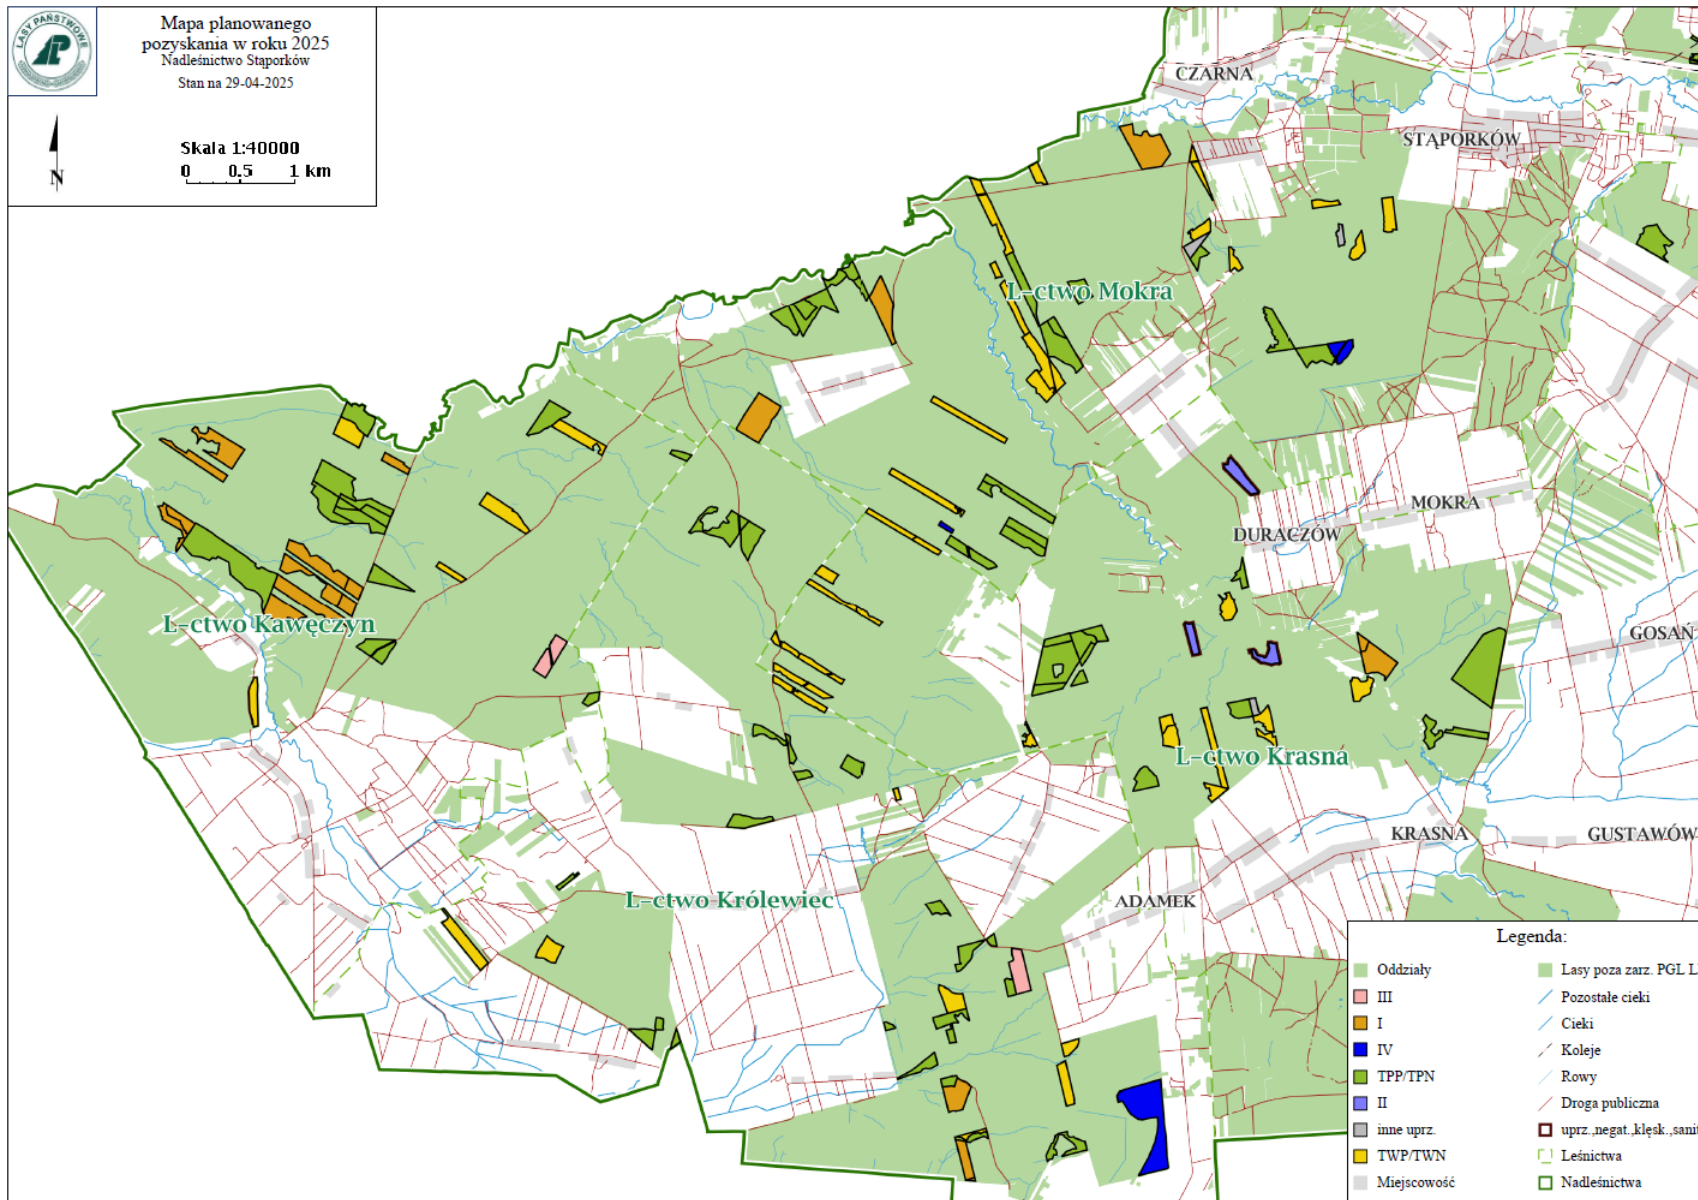 LASY PAŃSTWOWE
Mapa planowanego
pozyskania w roku 2025
Nadleśnictwo Stąporków
Stan na 29-04-2025
Skala 1:40000
0 0.5 1 km
N
CZARNA
STĄPORKÓW
L-ctwo Mokra
MOKRA
DURACZÓW
L-ctwo Kawęczyn
GOSAŃ
L-ctwo Krasna
KRASNA
GUSTAWÓW
L-ctwo Królewiec
ADAMEK
Legenda:
Oddziały
III
I
IV
TPP/TPN
II
inne uprz.
TWP/TWN
Miejscowość
Lasy poza zarz. PGL L
Pozostałe cieki
Cieki
Koleje
Rowy
Droga publiczna
uprz.,negat.,klęsk.,sanit
Leśnictwa
Nadleśnictwa